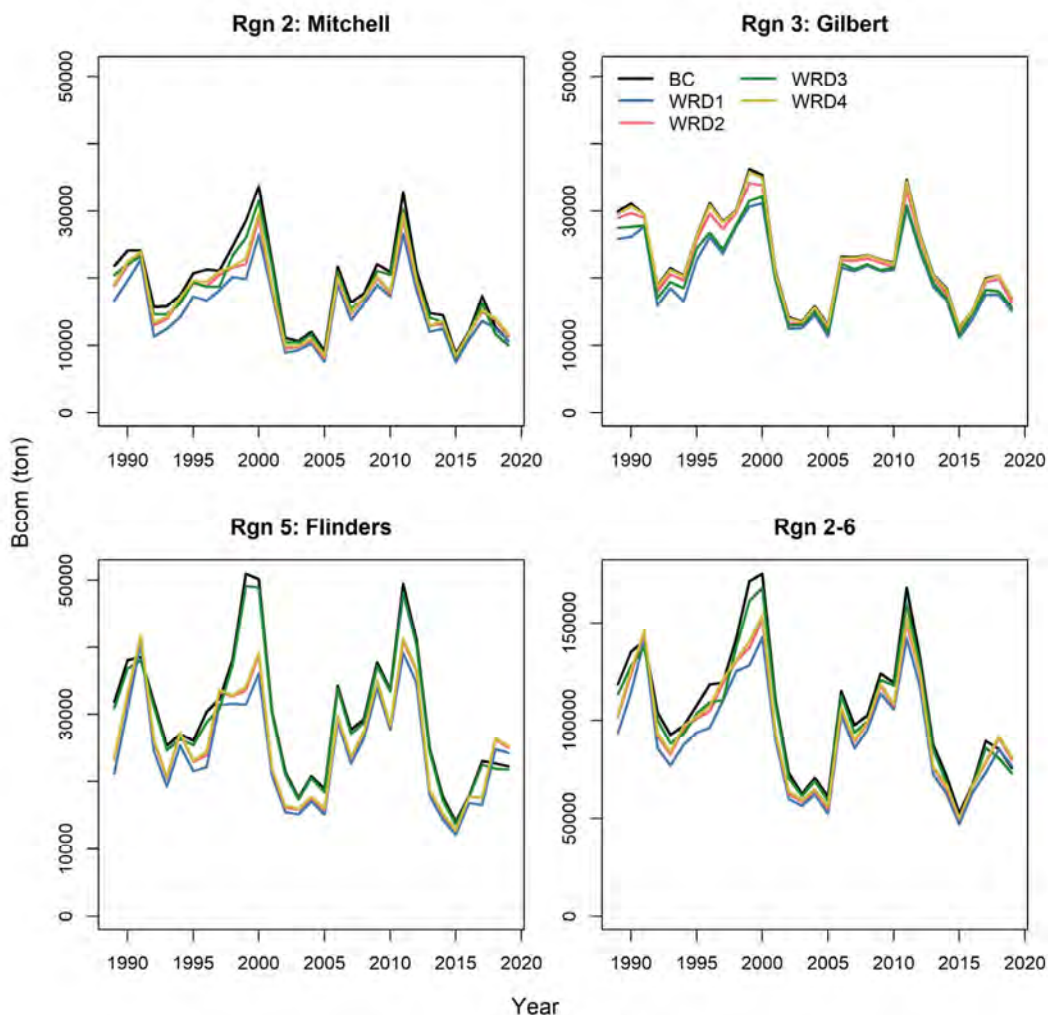 Rgn 2: Mitchell
50000
30000
10000
0
1990 1995 2000 2005 2010 2015 2020
Rgn 3: Gilbert
BC WRD3
WRD1 WRD4
WRD2
50000
30000
10000
0
1990 1995 2000 2005 2010 2015 2020
Bcom (ton)
Rgn 5: Flinders
50000
30000
10000
0
1990 1995 2000 2005 2010 2015 2020
Rgn 2-6
150000
100000
50000
0
1990 1995 2000 2005 2010 2015 2020
Year